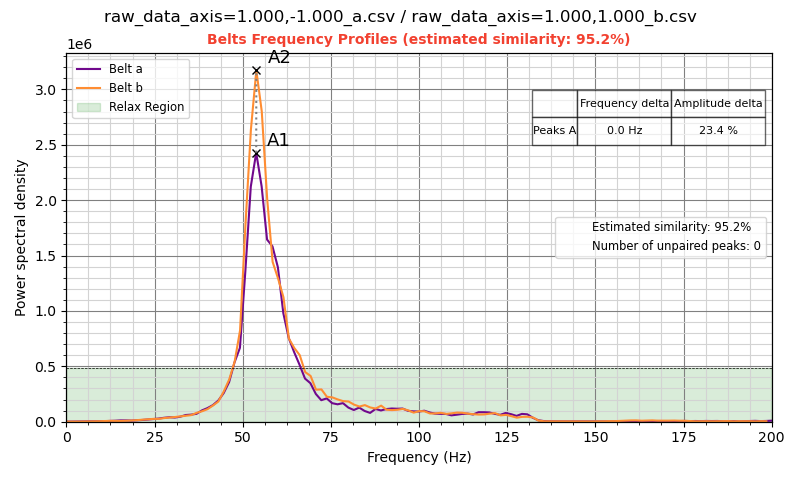 raw_data_axis=1.000,-1.000_a.csv / raw_data_axis=1.000,1.000_b.csv
Belts Frequency Profiles (estimated similarity: 95.2%)
1e6
A2
A1
Belt a
Belt b
Relax Region
Frequency delta Amplitude delta
Peaks A 0.0 Hz 23.4 %
Estimated similarity: 95.2%
Number of unpaired peaks: 0
Power spectral density
3.0
2.5
2.0
1.5
1.0
0.5
0.0
0 25 50 75 100 125 150 175 200
Frequency (Hz)